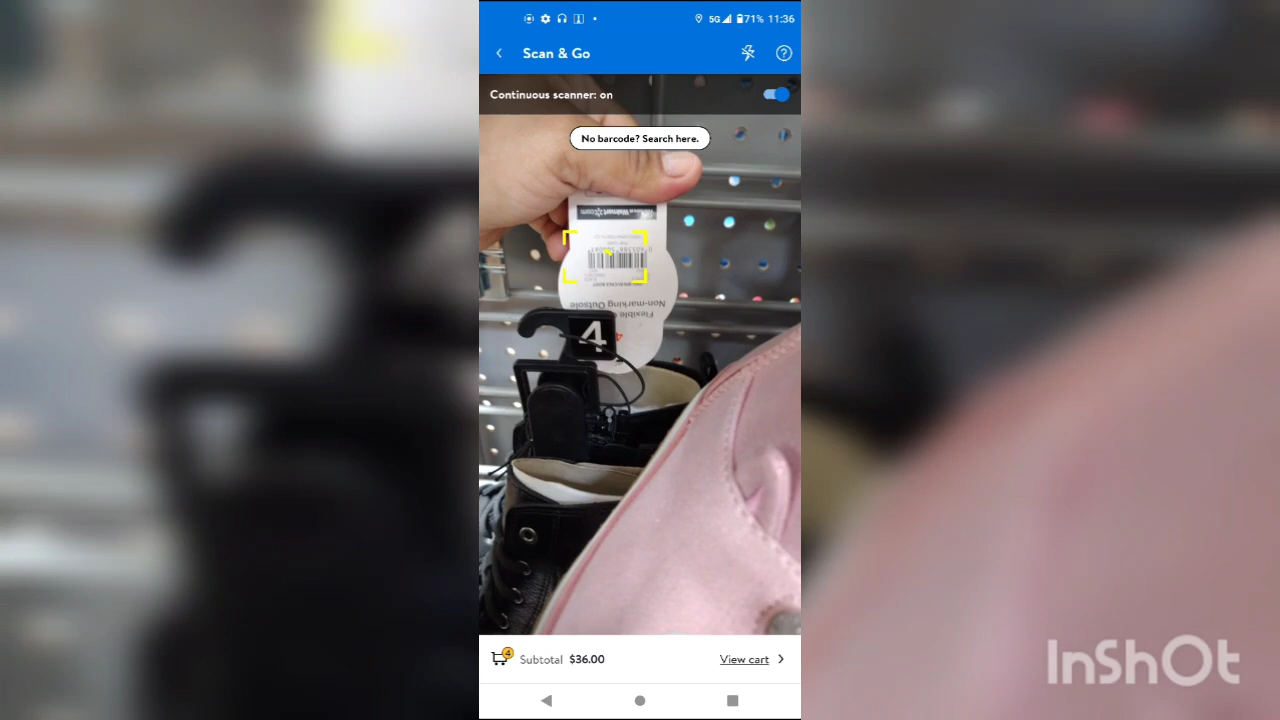 5G 71% 11:36
Scan & Go
Continuous scanner: on
No barcode? Search here.
Walmart com
Non-marking Outsole
Flexible
4
4 Subtotal $36.00 View cart
InShOt